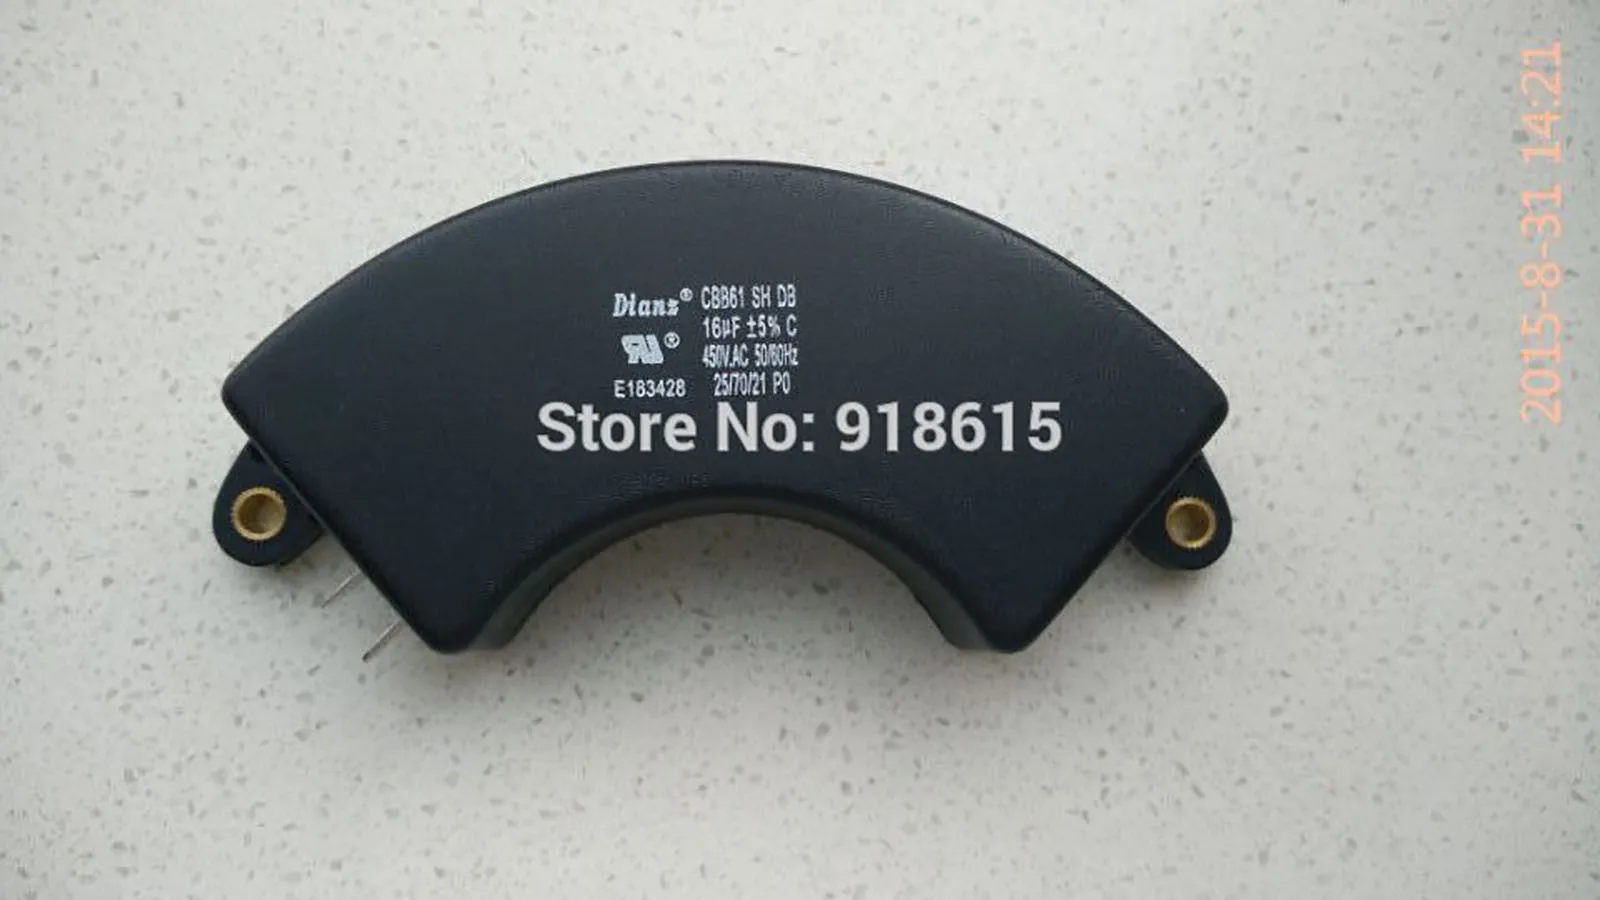 Dianz® CBB61 SH DB
16µF ±5% C
®
450V.AC 50/60Hz
E183428 25/70/21 P0
Store No: 918615
2015-8-31 14:21